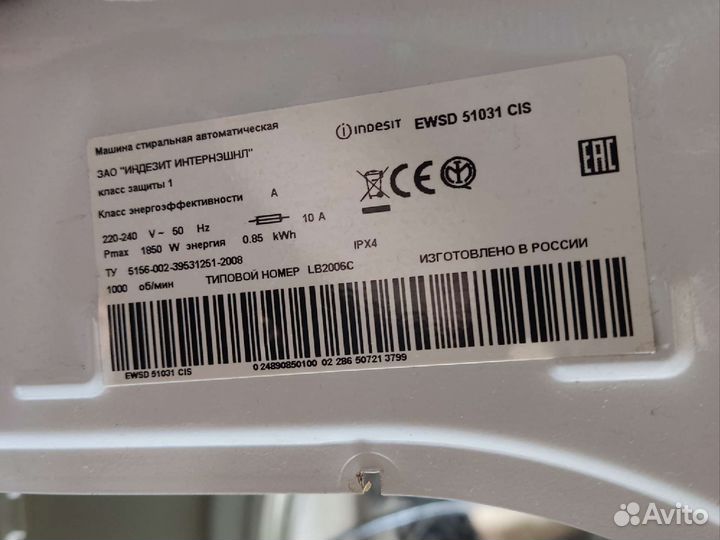 Машина стиральная автоматическая
indesit EWSD 51031 CIS
ЗАО "ИНДЕЗИТ ИНТЕРНЭШНЛ"
класс защиты 1
EAC
Класс энергоэффективности A
220-240 V~ 50 Hz 10 A
Pmax 1850 W энергия 0.85 kWh IPX4
ТУ 5156-002-39531251-2008
1000 об/мин ТИПОВОЙ НОМЕР LB2006C ИЗГОТОВЛЕНО В РОССИИ
EWSD 51031 CIS 0 24890850100 02 286 50721 3799
Avito